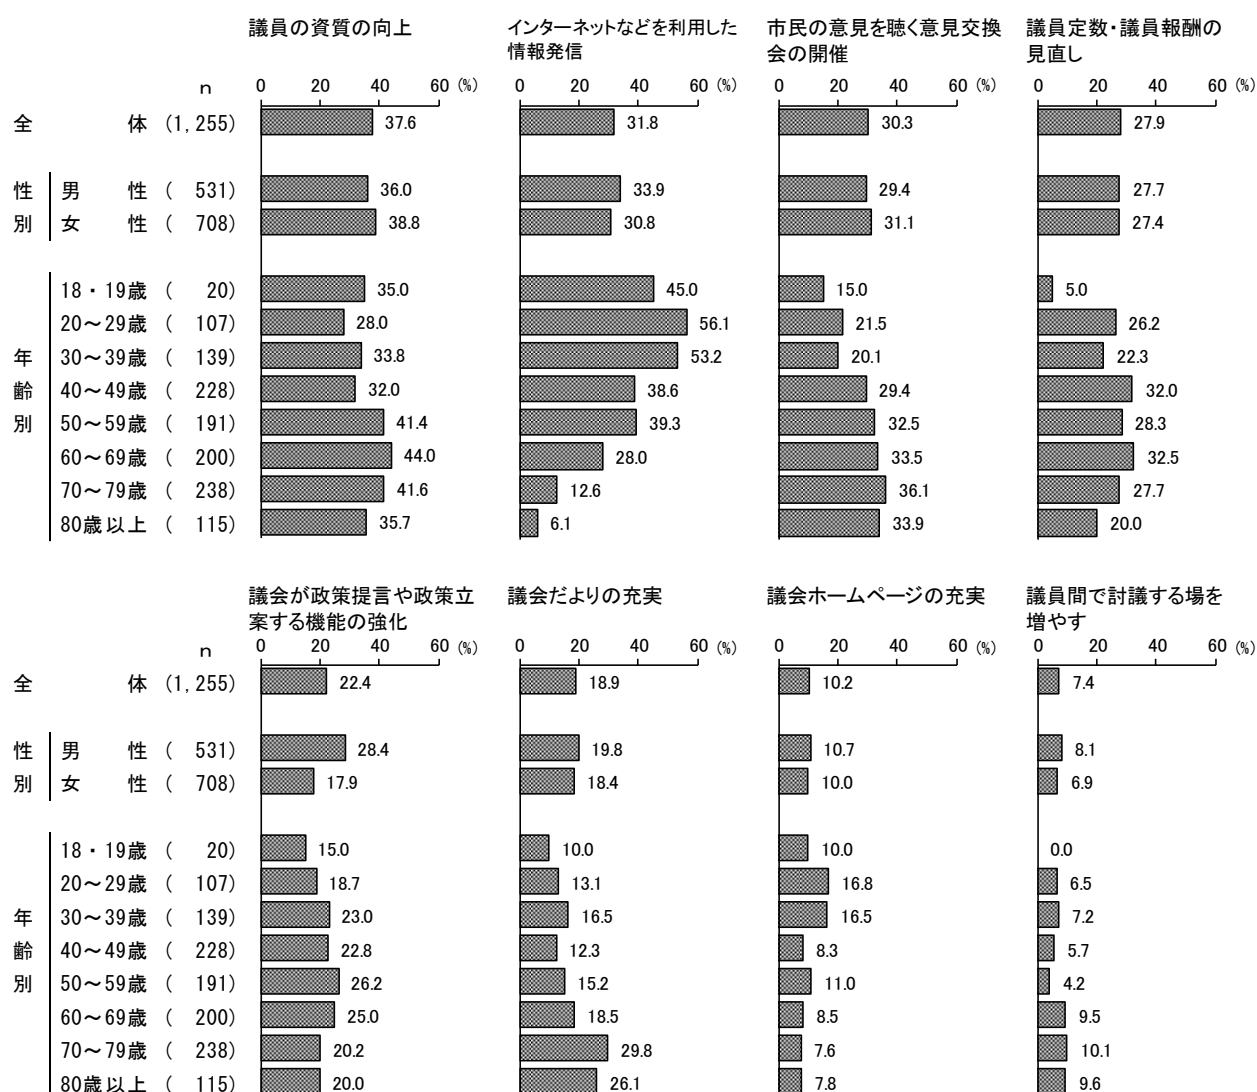 議員の資質の向上 インターネットなどを利用した 市民の意見を聴く意見交換 議員定数・議員報酬の
情報発信 会の開催 見直し
n 0 20 40 60 (%) 0 20 40 60 (%) 0 20 40 60 (%) 0 20 40 60 (%)
全 体 (1,255) 37.6 31.8 30.3 27.9
性 男 性 ( 531) 36.0 33.9 29.4 27.7
別 女 性 ( 708) 38.8 30.8 31.1 27.4
18・19歳 ( 20) 35.0 45.0 15.0 5.0
20~29歳 ( 107) 28.0 56.1 21.5 26.2
年 30~39歳 ( 139) 33.8 53.2 20.1 22.3
齢 40~49歳 ( 228) 32.0 38.6 29.4 32.0
別 50~59歳 ( 191) 41.4 39.3 32.5 28.3
60~69歳 ( 200) 44.0 28.0 33.5 32.5
70~79歳 ( 238) 41.6 12.6 36.1 27.7
80歳以上 ( 115) 35.7 6.1 33.9 20.0
議会が政策提言や政策立 議会だよりの充実 議会ホームページの充実 議員間で討議する場を
案する機能の強化 増やす
n 0 20 40 60 (%) 0 20 40 60 (%) 0 20 40 60 (%) 0 20 40 60 (%)
全 体 (1,255) 22.4 18.9 10.2 7.4
性 男 性 ( 531) 28.4 19.8 10.7 8.1
別 女 性 ( 708) 17.9 18.4 10.0 6.9
18・19歳 ( 20) 15.0 10.0 10.0 0.0
20~29歳 ( 107) 18.7 13.1 16.8 6.5
年 30~39歳 ( 139) 23.0 16.5 16.5 7.2
齢 40~49歳 ( 228) 22.8 12.3 8.3 5.7
別 50~59歳 ( 191) 26.2 15.2 11.0 4.2
60~69歳 ( 200) 25.0 18.5 8.5 9.5
70~79歳 ( 238) 20.2 29.8 7.6 10.1
80歳以上 ( 115) 20.0 26.1 7.8 9.6